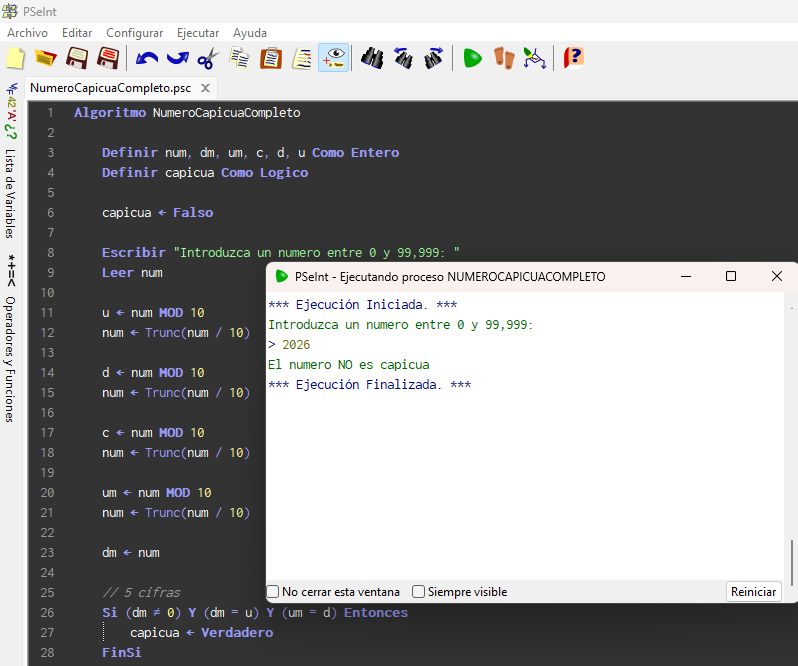 PSeInt
Archivo Editar Configurar Ejecutar Ayuda
NumeroCapicuaCompleto.psc X
Lista de Variables
*+=<
Operadores y Funciones
1 Algoritmo NumeroCapicuaCompleto
2
3 Definir num, dm, um, c, d, u Como Entero
4 Definir capicua Como Logico
5
6 capicua ← Falso
7
8 Escribir "Introduzca un numero entre 0 y 99,999: "
9 Leer num
10
11 u ← num MOD 10
12 num ← Trunc(num / 10)
13
14 d ← num MOD 10
15 num ← Trunc(num / 10)
16
17 c ← num MOD 10
18 num ← Trunc(num / 10)
19
20 um ← num MOD 10
21 num ← Trunc(num / 10)
22
23 dm ← num
24
25 // 5 cifras
26 Si (dm ≠ 0) Y (dm = u) Y (um = d) Entonces
27 capicua ← Verdadero
28 FinSi
PSeInt - Ejecutando proceso NUMEROCAPICUACOMPLETO
*** Ejecución Iniciada. ***
Introduzca un numero entre 0 y 99,999:
> 2026
El numero NO es capicua
*** Ejecución Finalizada. ***
No cerrar esta ventana Siempre visible Reiniciar